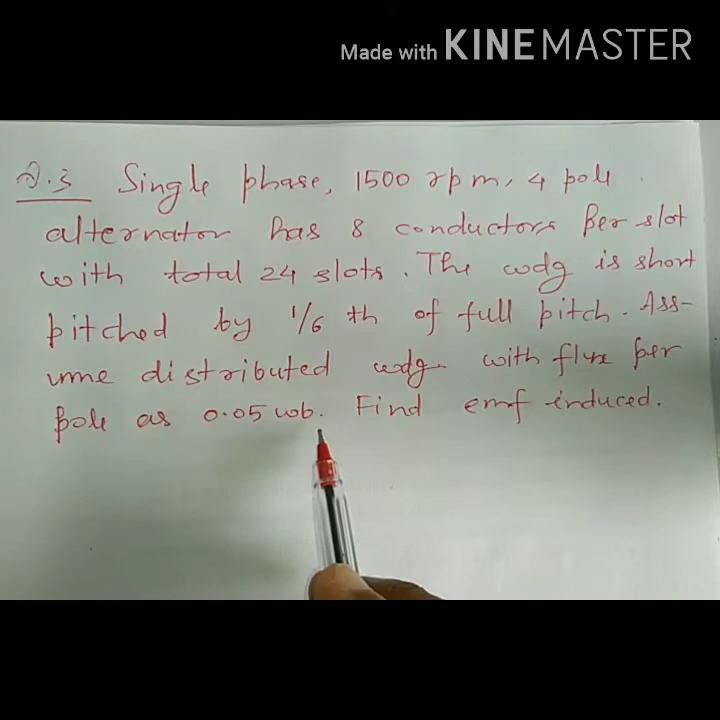 Made with KINEMASTER
Q.3 Single phase, 1500 rpm, 4 pole
alternator has 8 conductors Per slot
with total 24 slots. The wdg is short
pitched by 1/6 th of full pitch. Ass-
ume distributed wdg. with flux per
pole as 0.05 wb. Find emf induced.